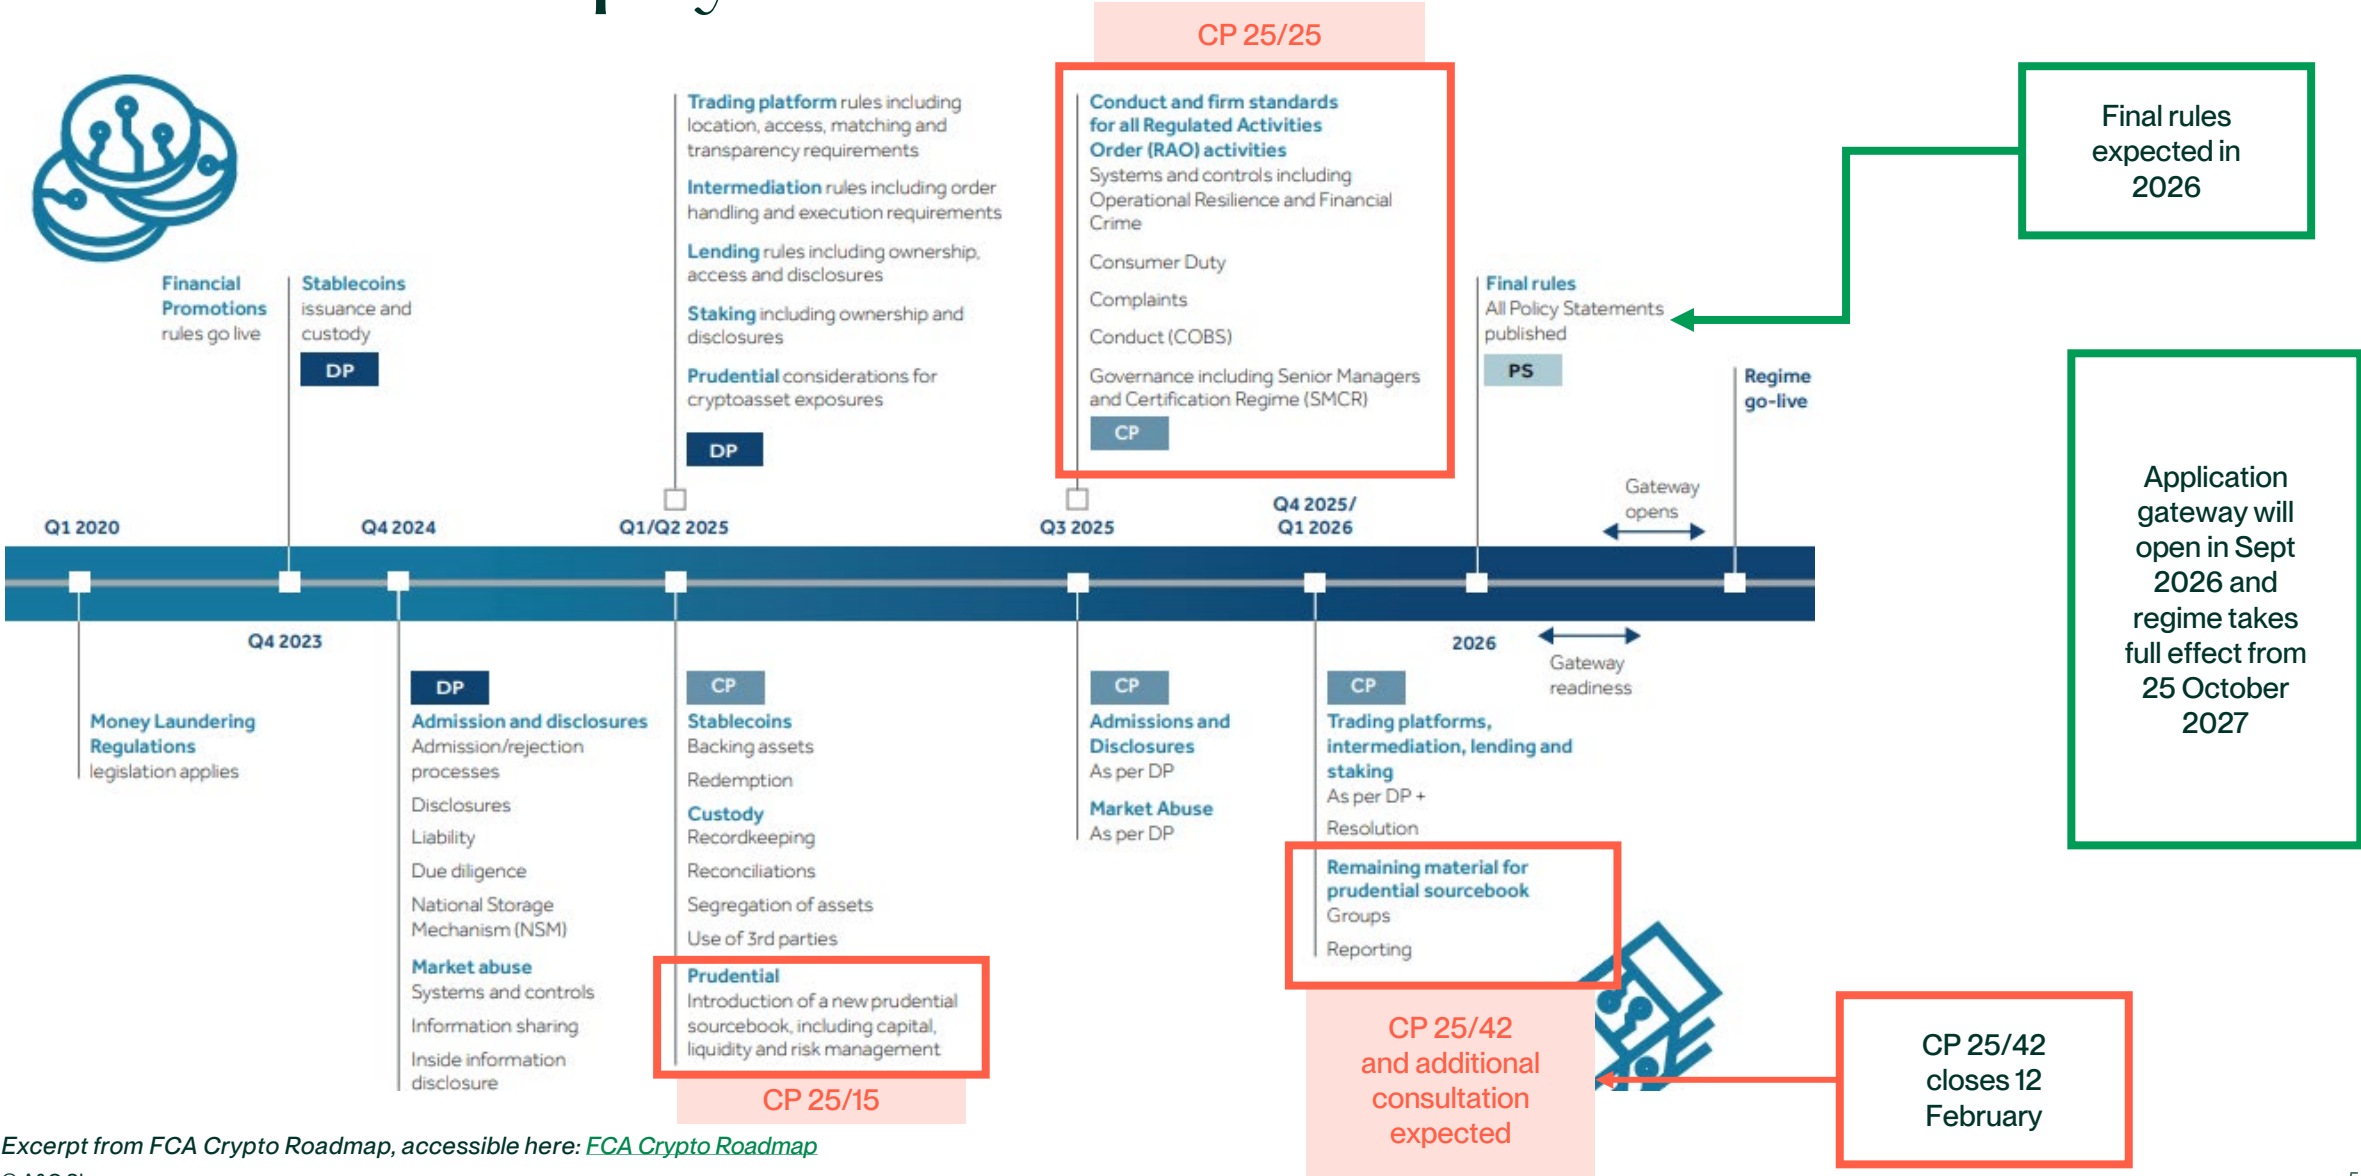 CP 25/25
Trading platform rules including
location, access, matching and
transparency requirements
Intermediation rules including order
handling and execution requirements
Lending rules including ownership,
access and disclosures
Staking including ownership and
disclosures
Prudential considerations for
cryptoasset exposures
DP
Conduct and firm standards
for all Regulated Activities
Order (RAO) activities
Systems and controls including
Operational Resilience and Financial
Crime
Consumer Duty
Complaints
Conduct (COBS)
Governance including Senior Managers
and Certification Regime (SMCR)
CP
Final rules
expected in
2026
Financial
Promotions
rules go live
Stablecoins
issuance and
custody
DP
Final rules
All Policy Statements
published
PS
Regime
go-live
Application
gateway will
open in Sept
2026 and
regime takes
full effect from
25 October
2027
Gateway
opens
Q1 2020
Q4 2024
Q1/Q2 2025
Q3 2025
Q4 2025/
Q1 2026
Q4 2023
2026
Gateway
readiness
Money Laundering
Regulations
legislation applies
DP
Admission and disclosures
Admission/rejection
processes
Disclosures
Liability
Due diligence
National Storage
Mechanism (NSM)
Market abuse
Systems and controls
Information sharing
Inside information
disclosure
CP
Stablecoins
Backing assets
Redemption
Custody
Recordkeeping
Reconciliations
Segregation of assets
Use of 3rd parties
Prudential
Introduction of a new prudential
sourcebook, including capital,
liquidity and risk management
CP 25/15
CP
Admissions and
Disclosures
As per DP
Market Abuse
As per DP
CP
Trading platforms,
intermediation, lending and
staking
As per DP +
Resolution
Remaining material for
prudential sourcebook
Groups
Reporting
CP 25/42
and additional
consultation
expected
CP 25/42
closes 12
February
Excerpt from FCA Crypto Roadmap, accessible here: FCA Crypto Roadmap